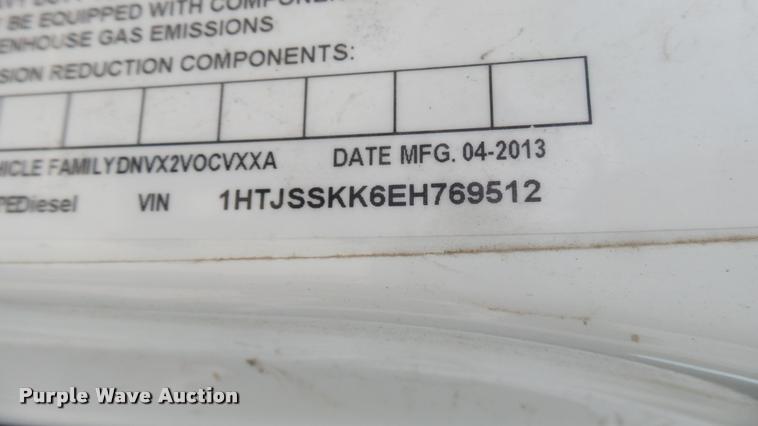 BE EQUIPPED WITH COMPONEN
ENHOUSE GAS EMISSIONS
SION REDUCTION COMPONENTS:
HICLE FAMILYDNVX2VOCVXXA DATE MFG. 04-2013
PEDiesel VIN 1HTJSSKK6EH769512
Purple Wave Auction